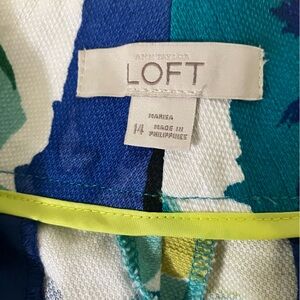 ANN TAYLOR
LOFT
MARISA
14 MADE IN
PHILIPPINES